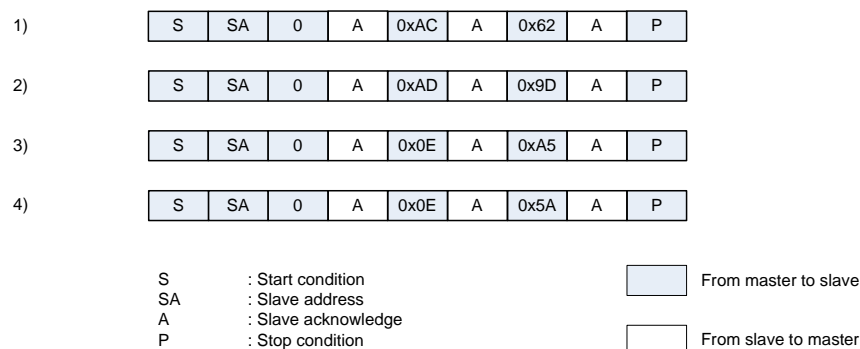 1) S SA 0 A 0xAC A 0x62 A P
2) S SA 0 A 0xAD A 0x9D A P
3) S SA 0 A 0x0E A 0xA5 A P
4) S SA 0 A 0x0E A 0x5A A P
S : Start condition
SA : Slave address
A : Slave acknowledge
P : Stop condition
From master to slave
From slave to master